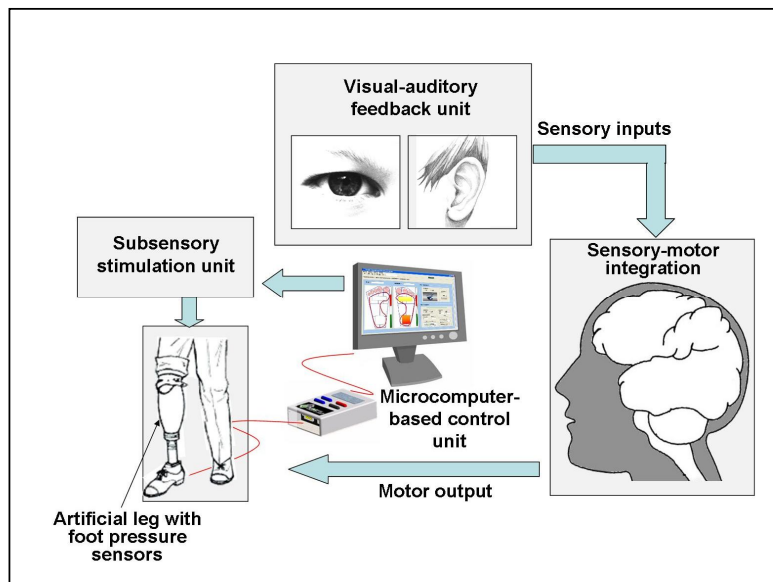 Visual-auditory
feedback unit
Sensory inputs
Subsensory
stimulation unit
Sensory-motor
integration
Microcomputer-
based control
unit
Motor output
Artificial leg with
foot pressure
sensors